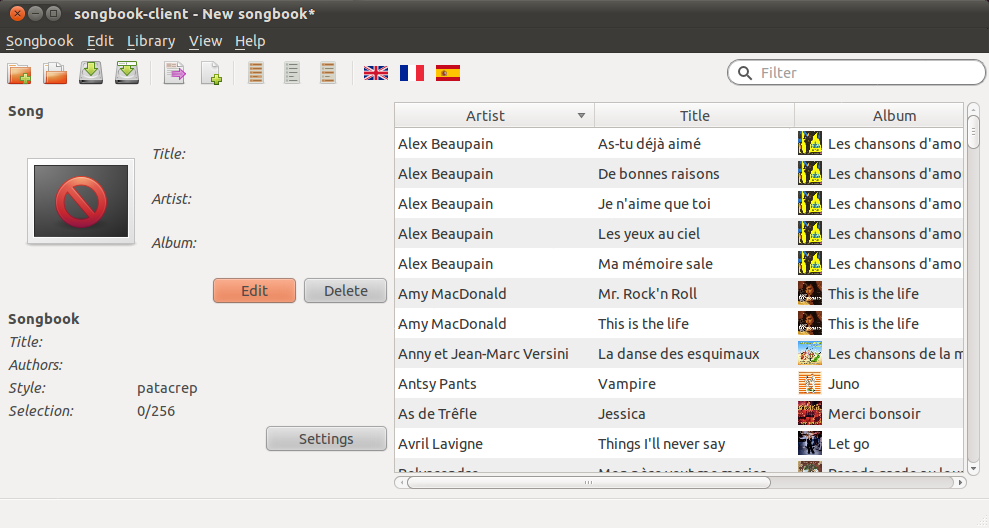 songbook-client - New songbook*
Songbook Edit Library View Help
Filter
Song
Title:
Artist:
Album:
Edit Delete
Songbook
Title:
Authors:
Style: patacrep
Selection: 0/256
Settings
Artist Title Album
Alex Beaupain As-tu déjà aimé Les chansons d'amo
Alex Beaupain De bonnes raisons Les chansons d'amo
Alex Beaupain Je n'aime que toi Les chansons d'amo
Alex Beaupain Les yeux au ciel Les chansons d'amo
Alex Beaupain Ma mémoire sale Les chansons d'amo
Amy MacDonald Mr. Rock'n Roll This is the life
Amy MacDonald This is the life This is the life
Anny et Jean-Marc Versini La danse des esquimaux Les chansons de la m
Antsy Pants Vampire Juno
As de Trêfle Jessica Merci bonsoir
Avril Lavigne Things I'll never say Let go